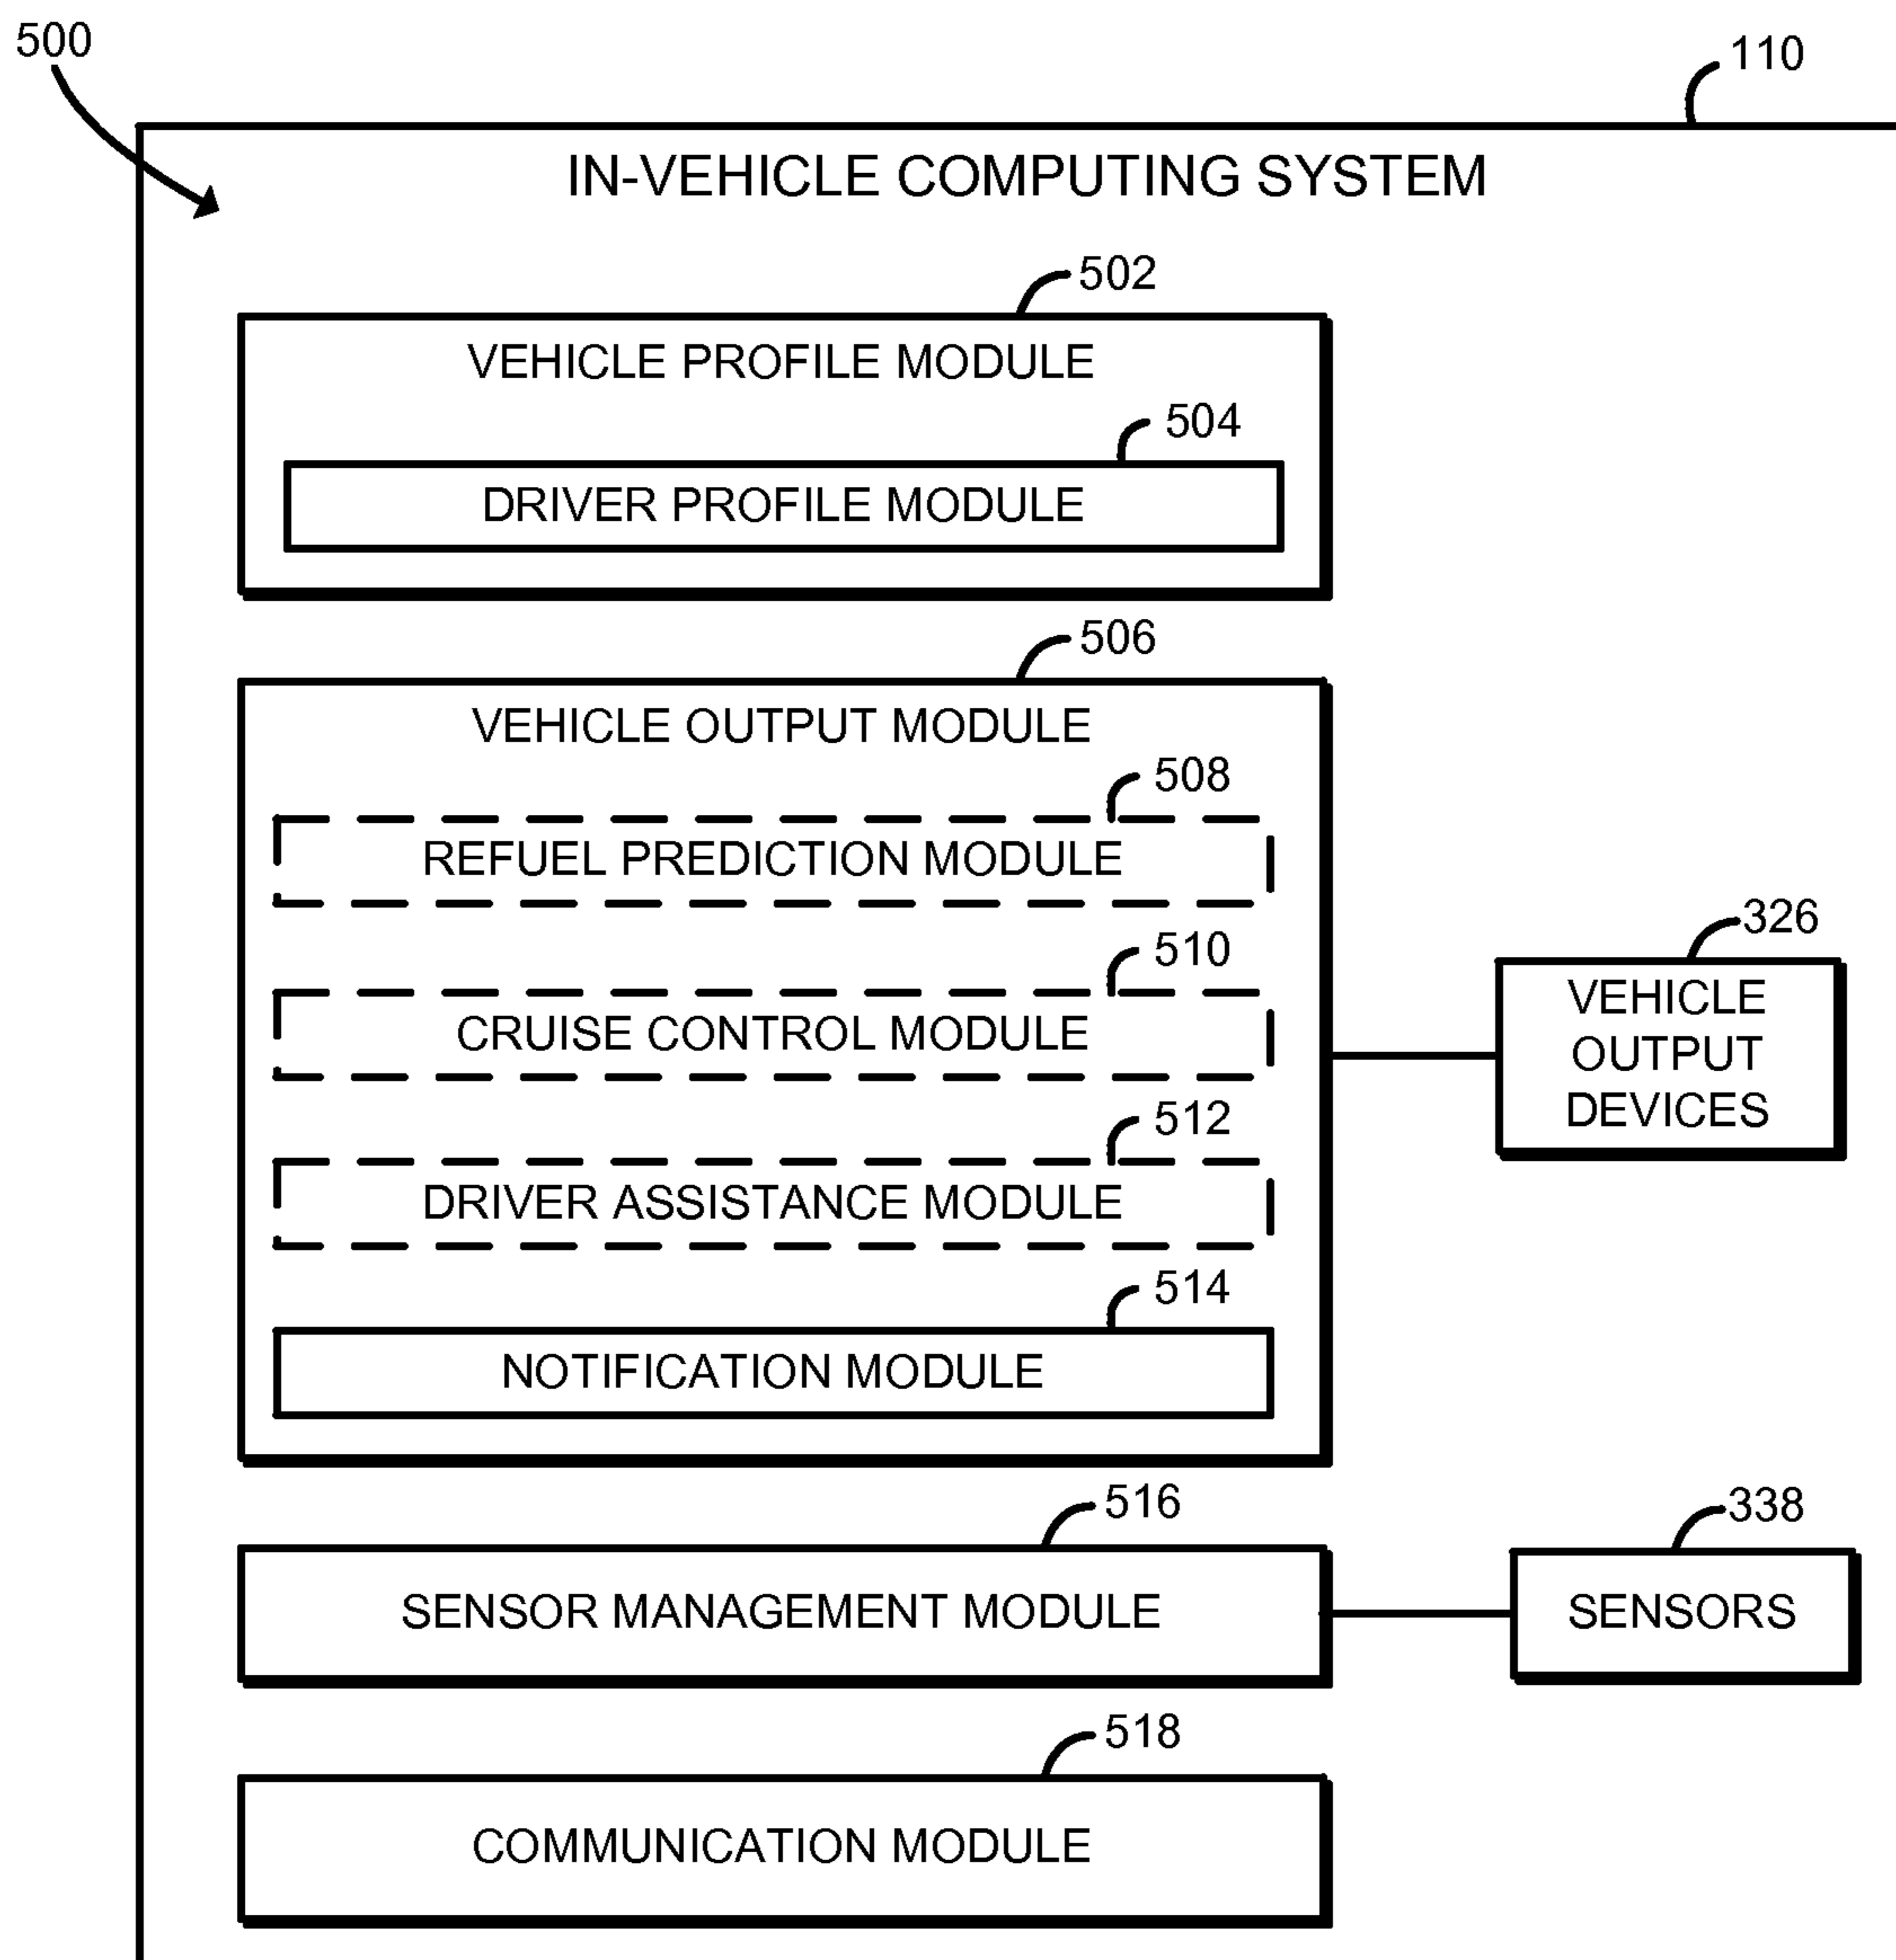 500
110
IN-VEHICLE COMPUTING SYSTEM
502
VEHICLE PROFILE MODULE
504
DRIVER PROFILE MODULE
506
VEHICLE OUTPUT MODULE
508
REFUEL PREDICTION MODULE
510
CRUISE CONTROL MODULE
512
DRIVER ASSISTANCE MODULE
514
NOTIFICATION MODULE
326
VEHICLE
OUTPUT
DEVICES
516
SENSOR MANAGEMENT MODULE
338
SENSORS
518
COMMUNICATION MODULE